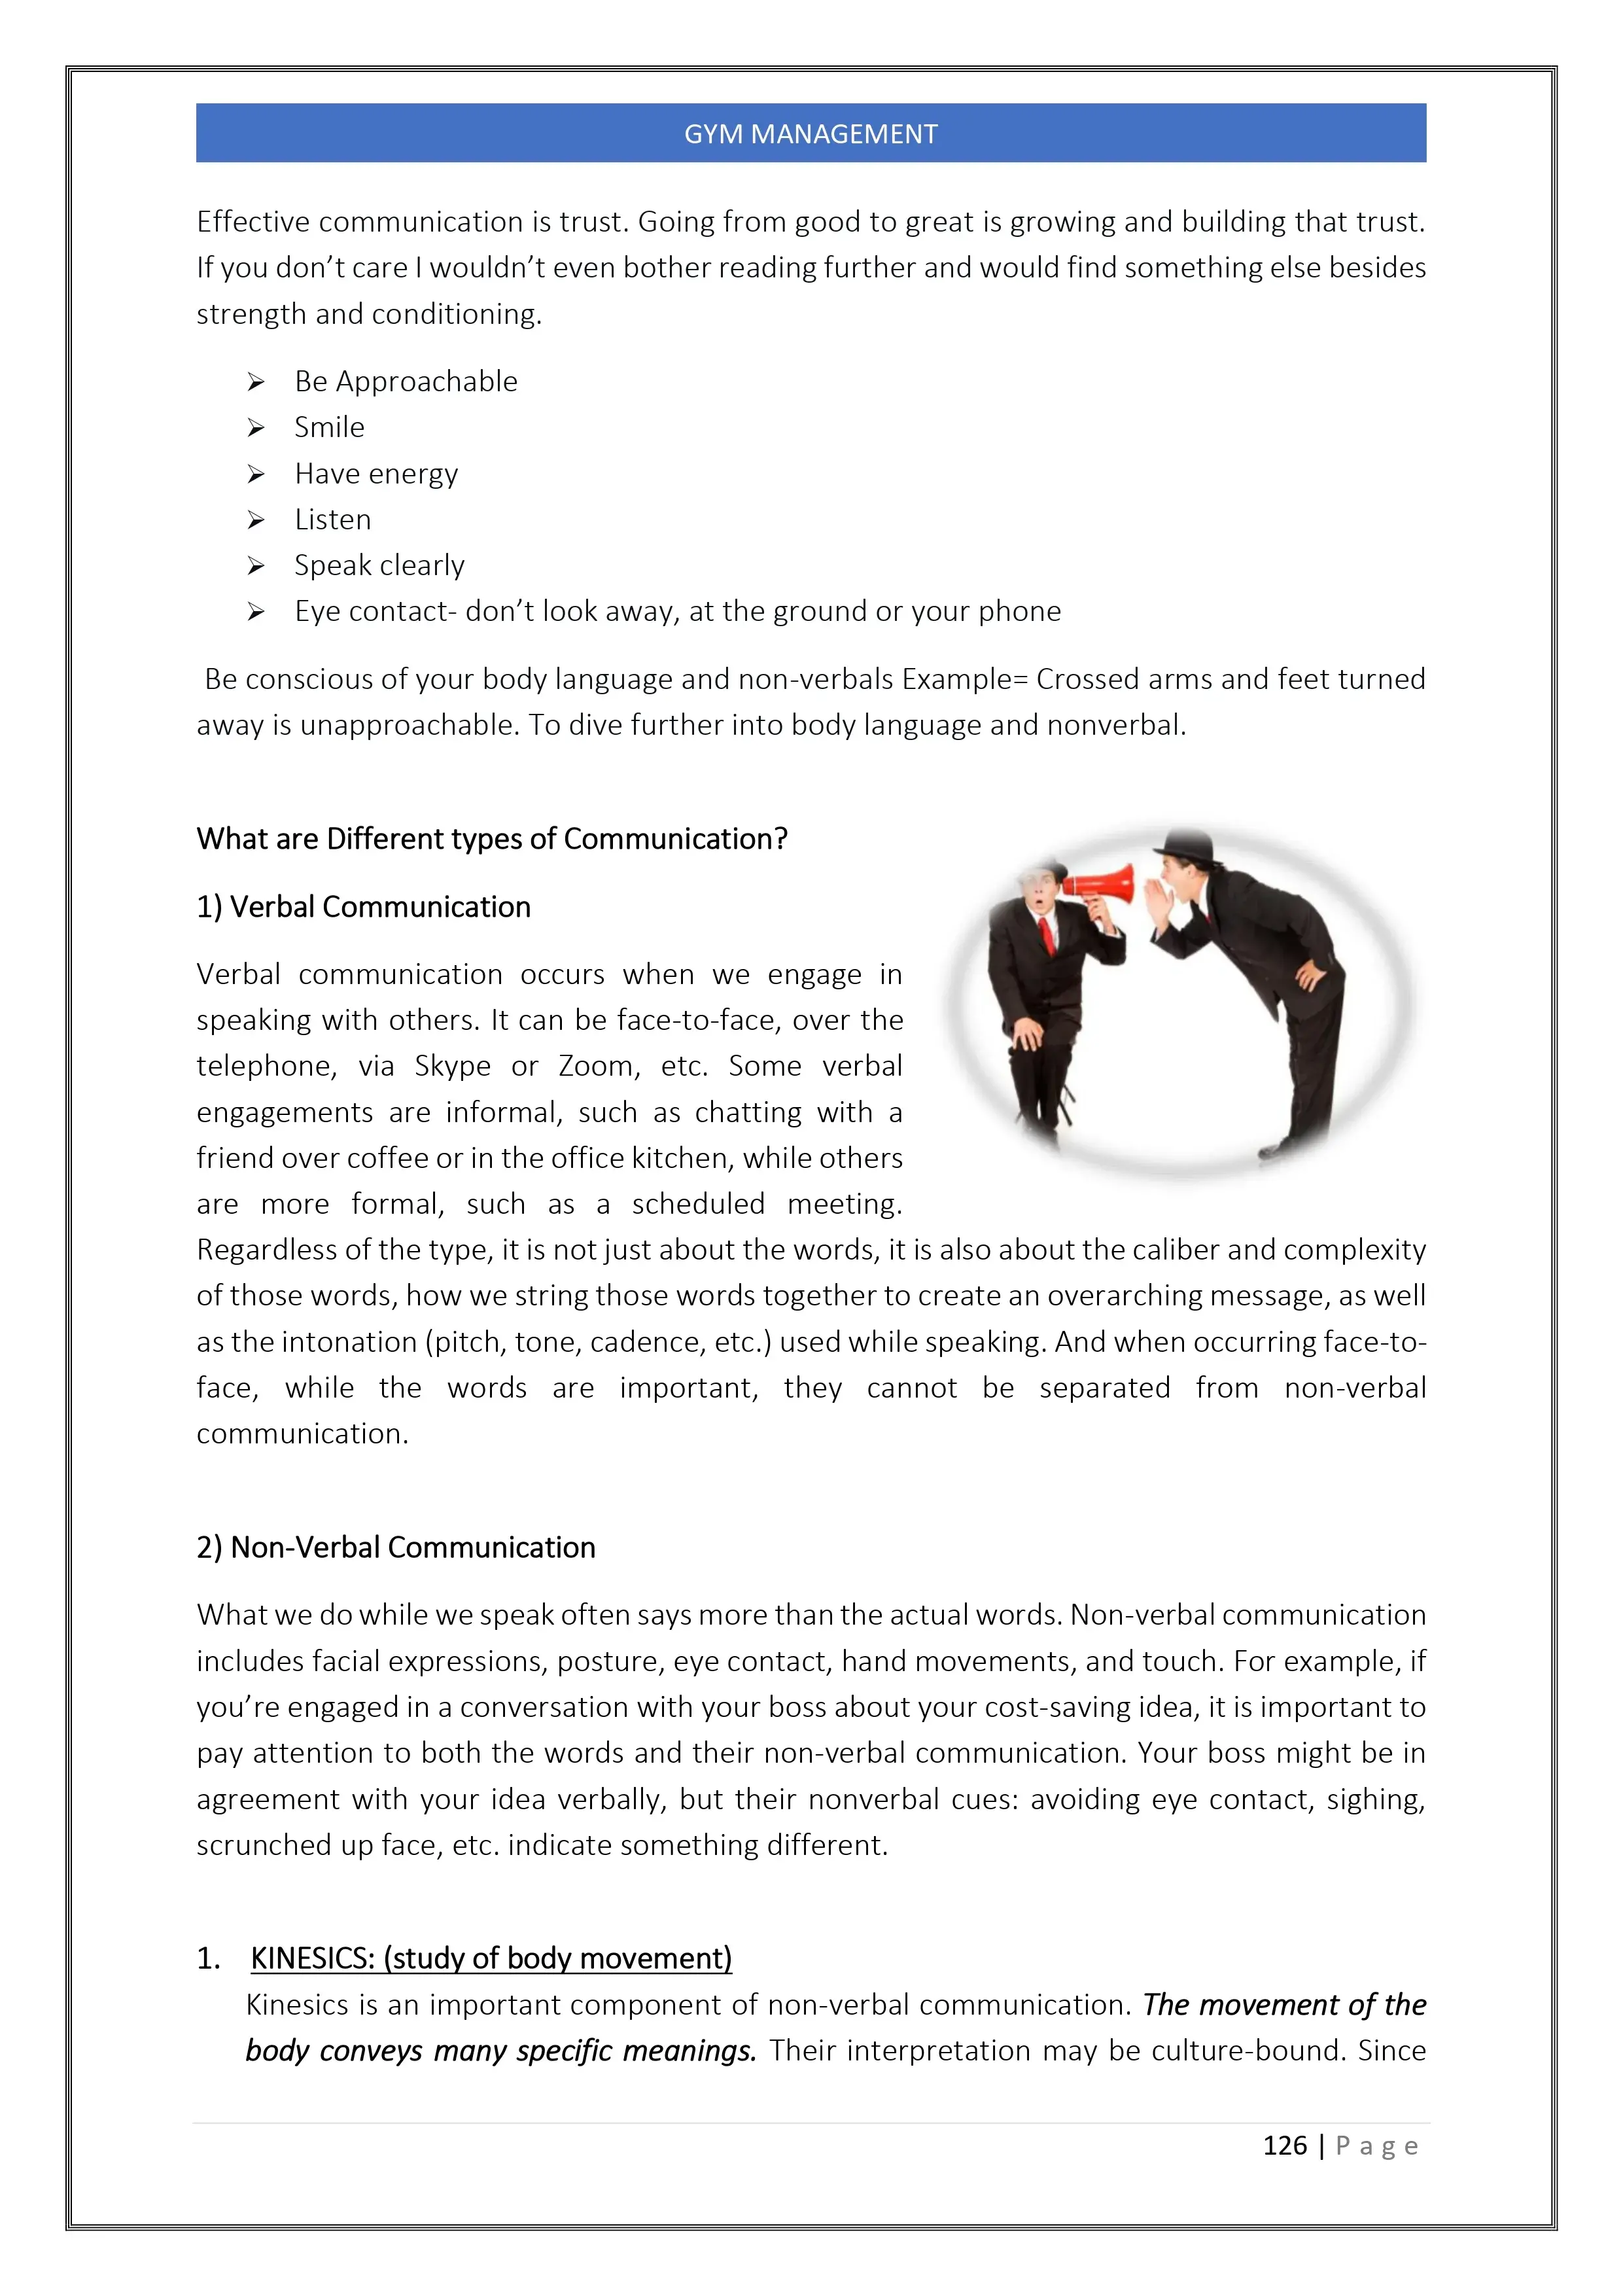 GYM MANAGEMENT
Effective communication is trust. Going from good to great is growing and building that trust.
If you don’t care I wouldn’t even bother reading further and would find something else besides
strength and conditioning.
➢ Be Approachable
➢ Smile
➢ Have energy
➢ Listen
➢ Speak clearly
➢ Eye contact- don’t look away, at the ground or your phone
Be conscious of your body language and non-verbals Example= Crossed arms and feet turned
away is unapproachable. To dive further into body language and nonverbal.
What are Different types of Communication?
1) Verbal Communication
Verbal communication occurs when we engage in
speaking with others. It can be face-to-face, over the
telephone, via Skype or Zoom, etc. Some verbal
engagements are informal, such as chatting with a
friend over coffee or in the office kitchen, while others
are more formal, such as a scheduled meeting.
Regardless of the type, it is not just about the words, it is also about the caliber and complexity
of those words, how we string those words together to create an overarching message, as well
as the intonation (pitch, tone, cadence, etc.) used while speaking. And when occurring face-to-
face, while the words are important, they cannot be separated from non-verbal
communication.
2) Non-Verbal Communication
What we do while we speak often says more than the actual words. Non-verbal communication
includes facial expressions, posture, eye contact, hand movements, and touch. For example, if
you’re engaged in a conversation with your boss about your cost-saving idea, it is important to
pay attention to both the words and their non-verbal communication. Your boss might be in
agreement with your idea verbally, but their nonverbal cues: avoiding eye contact, sighing,
scrunched up face, etc. indicate something different.
1. KINESICS: (study of body movement)
Kinesics is an important component of non-verbal communication. The movement of the
body conveys many specific meanings. Their interpretation may be culture-bound. Since
126 | Page